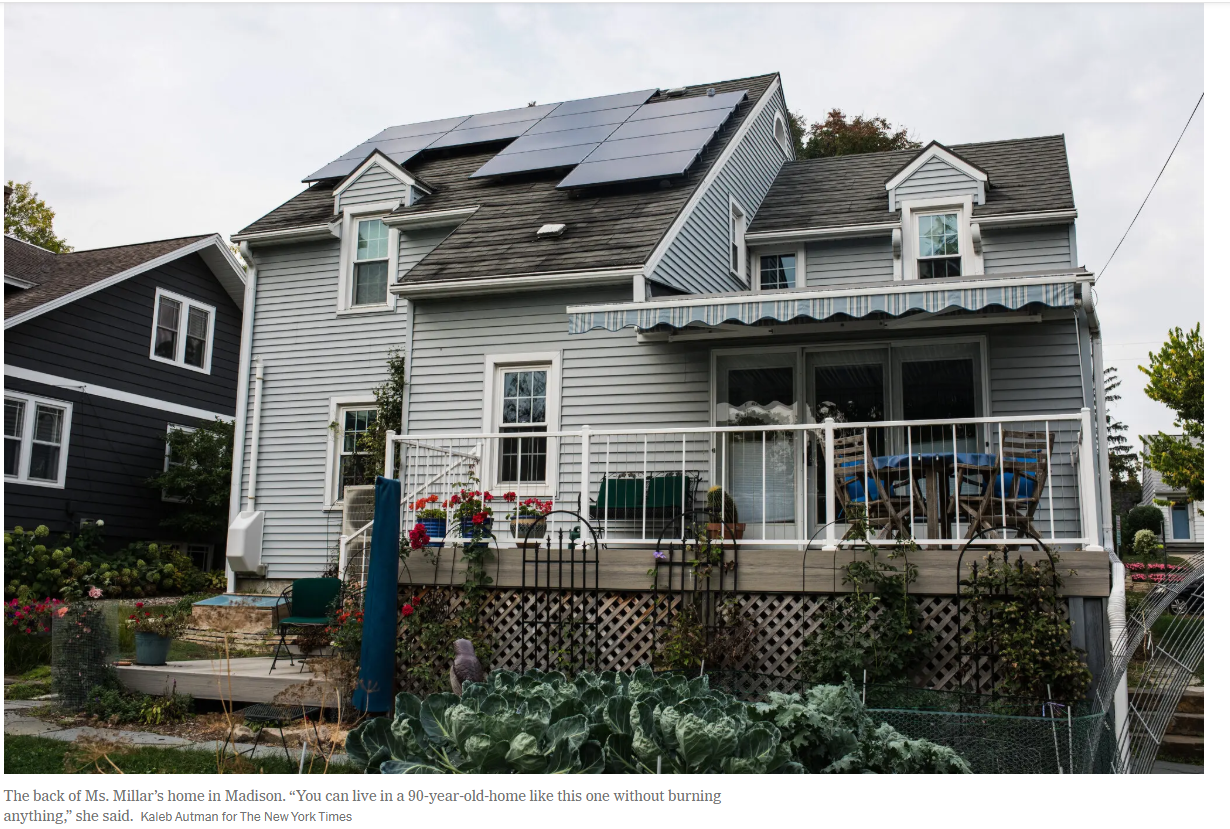 The back of Ms. Millar’s home in Madison. “You can live in a 90-year-old-home like this one without burning
anything,” she said. Kaleb Autman for The New York Times